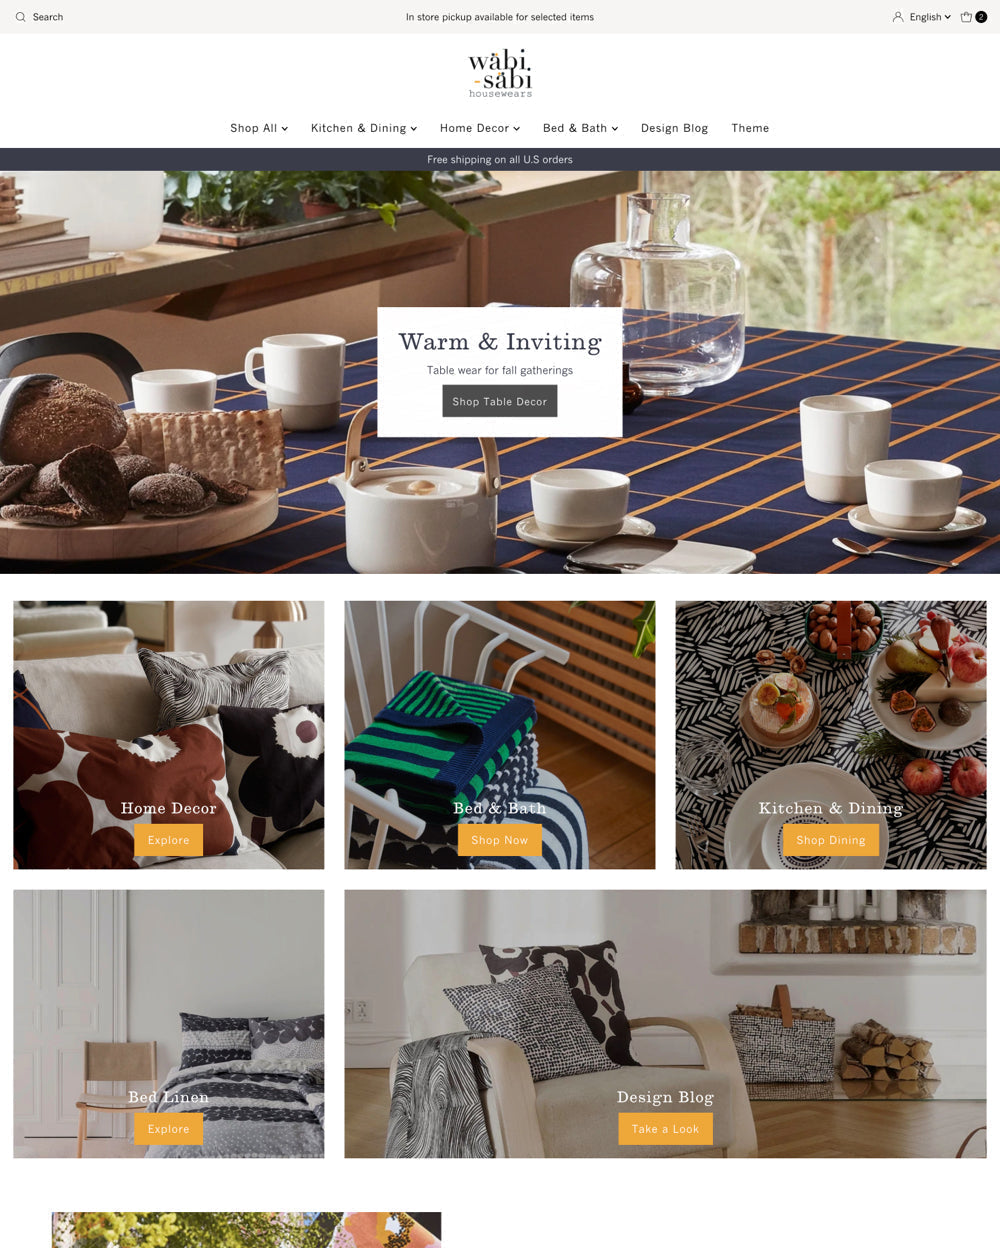 Search
In store pickup available for selected items
English
2
wäbi.
-säbi
housewears
Shop All
Kitchen & Dining
Home Decor
Bed & Bath
Design Blog
Theme
Free shipping on all U.S orders
Warm & Inviting
Table wear for fall gatherings
Shop Table Decor
Home Decor
Explore
Bed & Bath
Shop Now
Kitchen & Dining
Shop Dining
Bed Linen
Explore
Design Blog
Take a Look